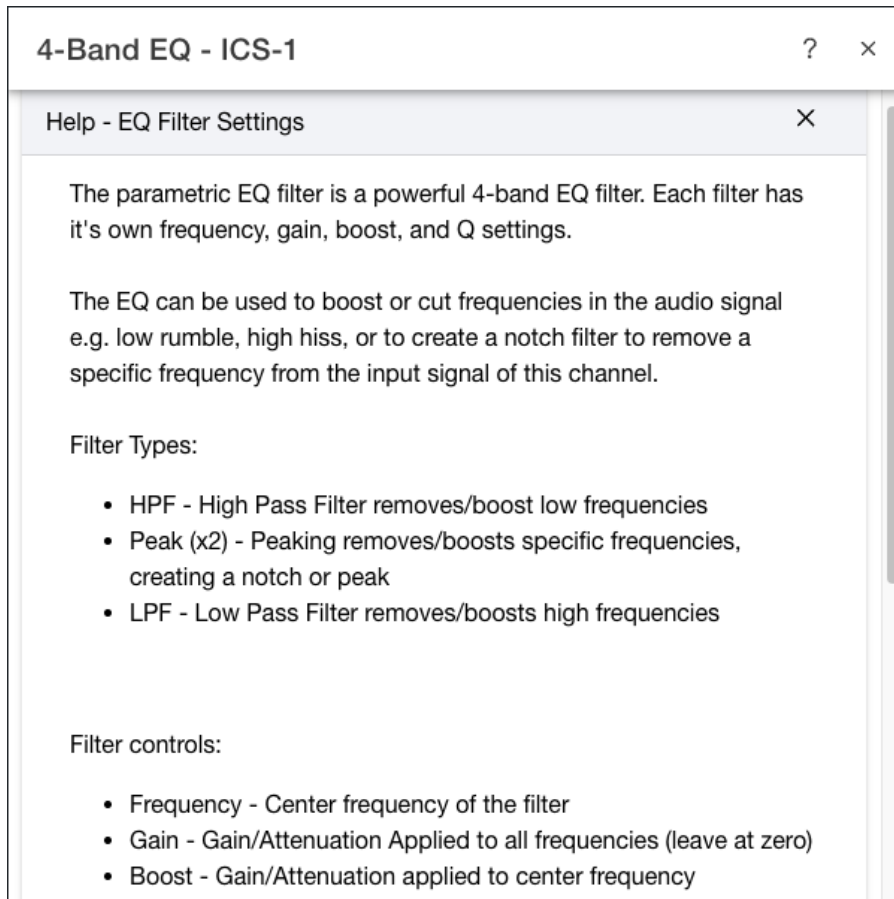 4-Band EQ - ICS-1 ? ×
Help - EQ Filter Settings ×
The parametric EQ filter is a powerful 4-band EQ filter. Each filter has
it's own frequency, gain, boost, and Q settings.
The EQ can be used to boost or cut frequencies in the audio signal
e.g. low rumble, high hiss, or to create a notch filter to remove a
specific frequency from the input signal of this channel.
Filter Types:
• HPF - High Pass Filter removes/boost low frequencies
• Peak (x2) - Peaking removes/boosts specific frequencies,
creating a notch or peak
• LPF - Low Pass Filter removes/boosts high frequencies
Filter controls:
• Frequency - Center frequency of the filter
• Gain - Gain/Attenuation Applied to all frequencies (leave at zero)
• Boost - Gain/Attenuation applied to center frequency